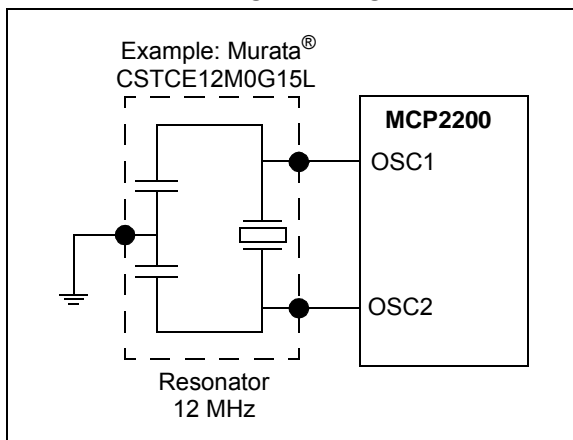 Example: Murata®
CSTCE12M0G15L
MCP2200
OSC1
OSC2
Resonator
12 MHz